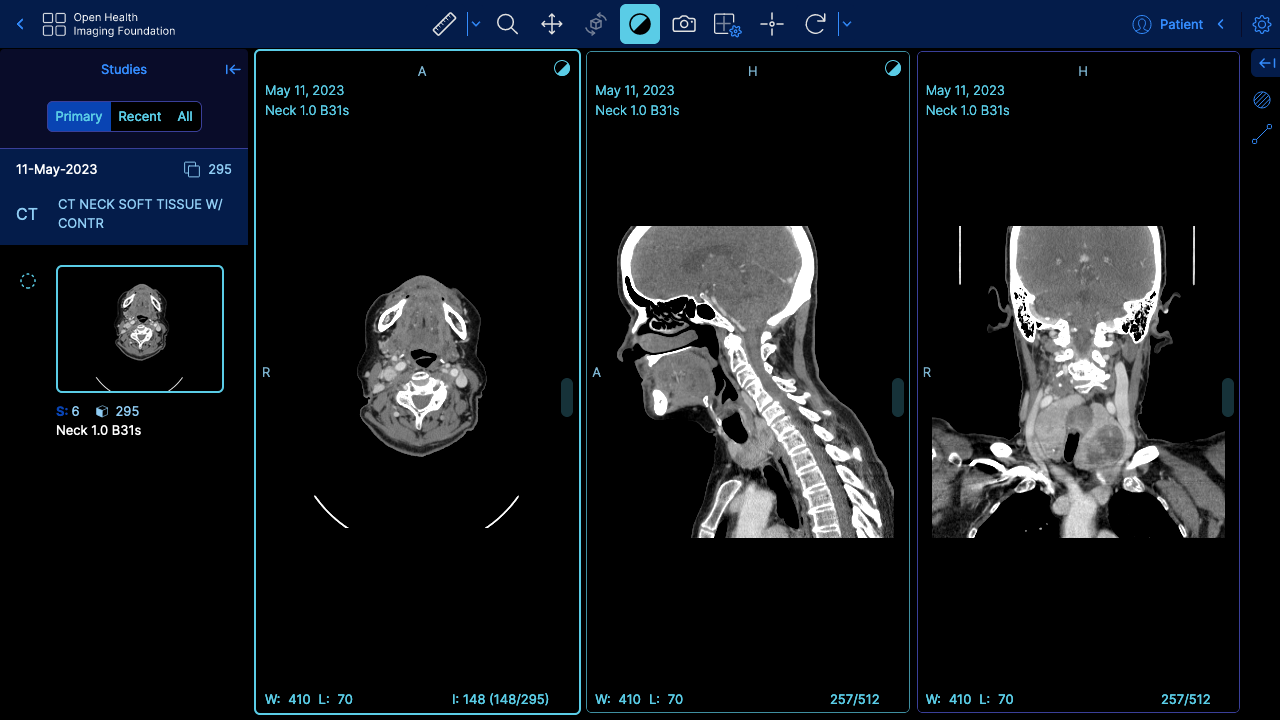 Open Health
Imaging Foundation
Patient
Studies
Primary Recent All
11-May-2023 295
CT CT NECK SOFT TISSUE W/
CONTR
S: 6 295
Neck 1.0 B31s
A
May 11, 2023
Neck 1.0 B31s
R
W: 410 L: 70 I: 148 (148/295)
H
May 11, 2023
Neck 1.0 B31s
A
W: 410 L: 70 257/512
H
May 11, 2023
Neck 1.0 B31s
R
W: 410 L: 70 257/512